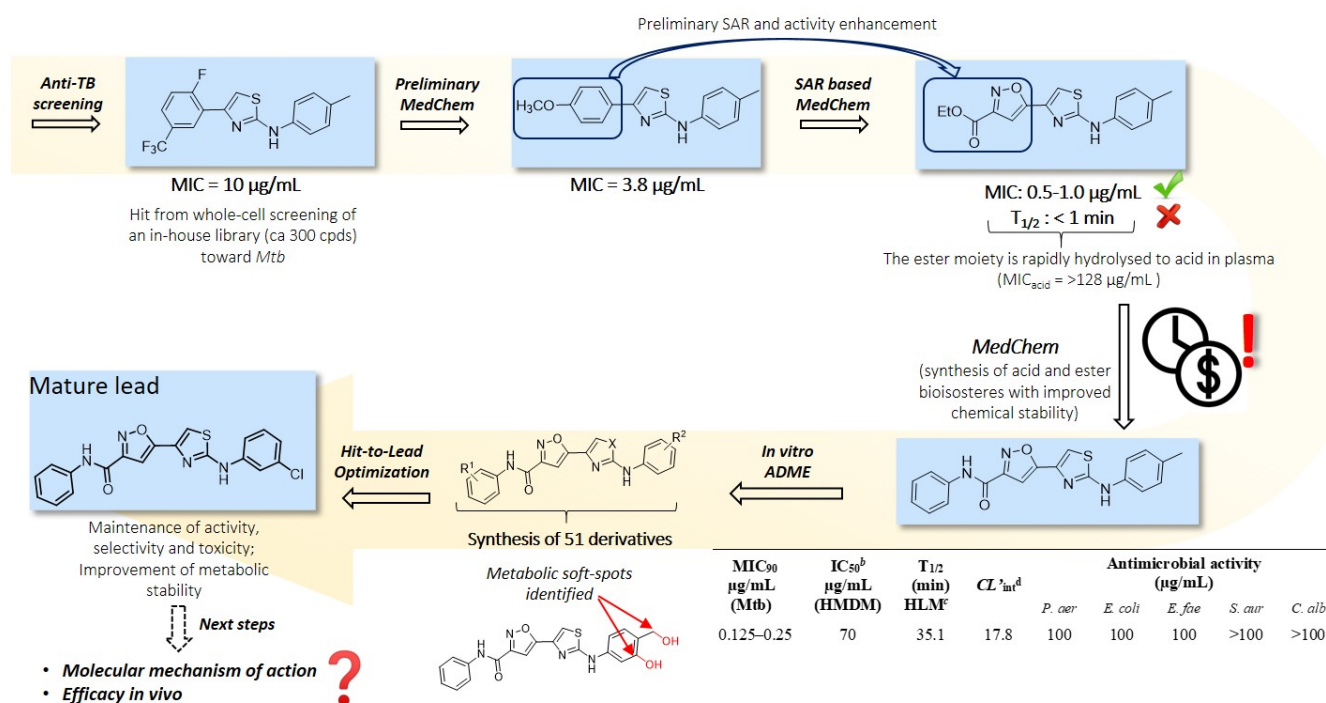 Preliminary SAR and activity enhancement
Anti-TB
screening
F
S
N
N
H
F₃C
MIC = 10 µg/mL
Hit from whole-cell screening of
an in-house library (ca 300 cpds)
toward Mtb
Preliminary
MedChem
H₃CO
S
N
N
H
MIC = 3.8 µg/mL
SAR based
MedChem
N O
EtO
O
S
N
N
H
MIC: 0.5-1.0 µg/mL
T1/2 : < 1 min
The ester moiety is rapidly hydrolysed to acid in plasma
(MICacid = >128 µg/mL )
MedChem
(synthesis of acid and ester
bioisosteres with improved
chemical stability)
$
!
N O
H
N
O
S
N
N
H
In vitro
ADME
N O
X
R²
H
N
R¹
O
N
N
H
Synthesis of 51 derivatives
Metabolic soft-spots
identified
N O
S
H
N
O
N
N
H
OH
OH
Hit-to-Lead
Optimization
Mature lead
N O
S
H
N
O
N
N
H
Cl
Maintenance of activity,
selectivity and toxicity;
Improvement of metabolic
stability
Next steps
• Molecular mechanism of action
• Efficacy in vivo
?
MIC₉₀
µg/mL
(Mtb)
IC₅₀ᵇ
µg/mL
(HMDM)
T1/2
(min)
HLMᶜ
CL'intᵈ
Antimicrobial activity
(µg/mL)
P. aer E. coli E. fae S. aur C. alb
0.125–0.25 70 35.1 17.8 100 100 100 >100 >100